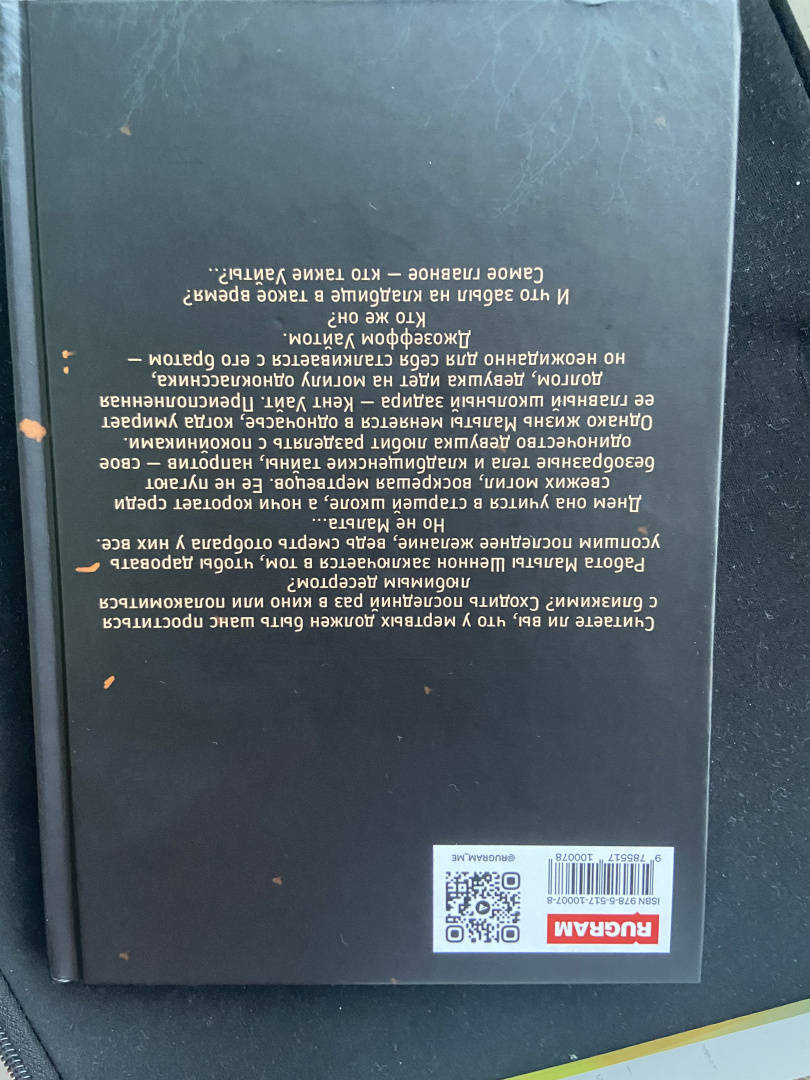 Считаете ли вы, что у мертвых должен быть шанс проститься
с близкими? Сходить последний раз в кино или полакомиться
любимым десертом?
Работа Мальты Шеннон заключается в том, чтобы даровать
усопшим последнее желание, ведь смерть отобрала у них все.
Но не Мальта...
Днем она учится в старшей школе, а ночи коротает среди
свежих могил, воскрешая мертвецов. Ее не пугают
безобразные тела и кладбищенские тайны, напротив — свое
одиночество девушка любит разделять с покойниками.
Однако жизнь Мальты меняется в одночасье, когда умирает
ее главный школьный задира — Кент Уайт. Преисполненная
долгом, девушка идет на могилу одноклассника,
но неожиданно для себя сталкивается с его братом —
Джозеффом Уайтом.
Кто же он?
И что забыл на кладбище в такое время?
Самое главное — кто такие Уайты?..
RUGRAM
ISBN 978-5-517-10007-8
9 785517 100078
@RUGRAM_ME